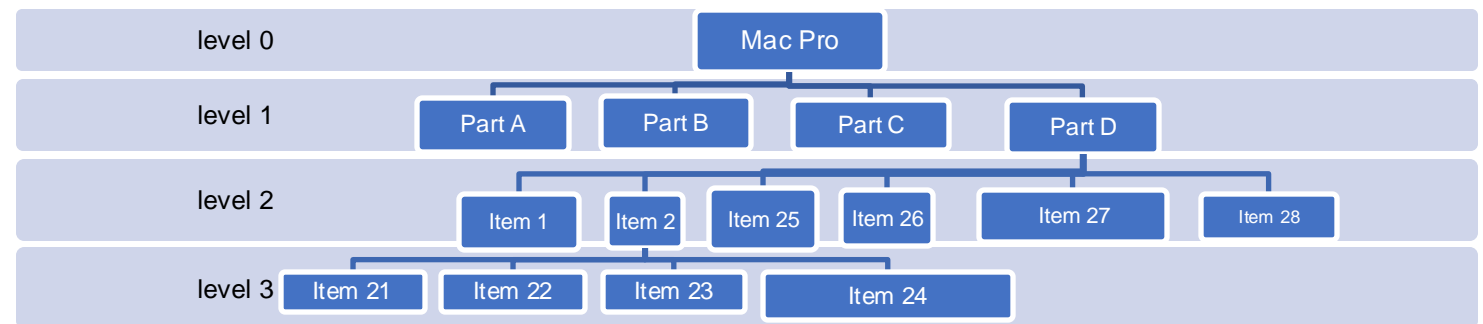 level 0
Mac Pro
level 1
Part A
Part B
Part C
Part D
level 2
Item 1
Item 2
Item 25
Item 26
Item 27
Item 28
level 3
Item 21
Item 22
Item 23
Item 24